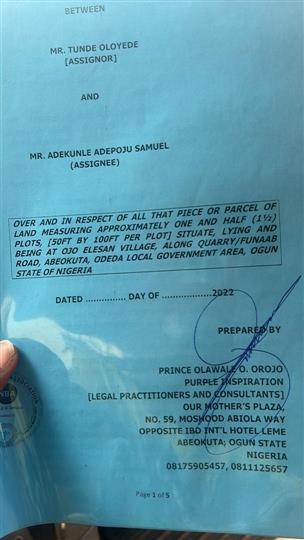 BETWEEN
MR. TUNDE OLOYEDE
[ASSIGNOR]
AND
MR. ADEKUNLE ADEPOJU SAMUEL
(ASSIGNEE)
OVER AND IN RESPECT OF ALL THAT PIECE OR PARCEL OF
LAND MEASURING APPROXIMATELY ONE AND HALF (1½)
PLOTS, [50FT BY 100FT PER PLOT] SITUATE, LYING AND
BEING AT OJO ELESAN VILLAGE, ALONG QUARRY/FUNAAB
ROAD, ABEOKUTA, ODEDA LOCAL GOVERNMENT AREA, OGUN
STATE OF NIGERIA
DATED ............... DAY OF ..................2022
PREPARED BY
PRINCE OLAWALE O. OROJO
PURPLE INSPIRATION
[LEGAL PRACTITIONERS AND CONSULTANTS]
OUR MOTHER'S PLAZA,
NO. 59, MOSHOOD ABIOLA WAY
OPPOSITE IBD INT'L HOTEL LEME
ABEOKUTA, OGUN STATE
NIGERIA
08175905457, 0811125657
Page 1 of 5